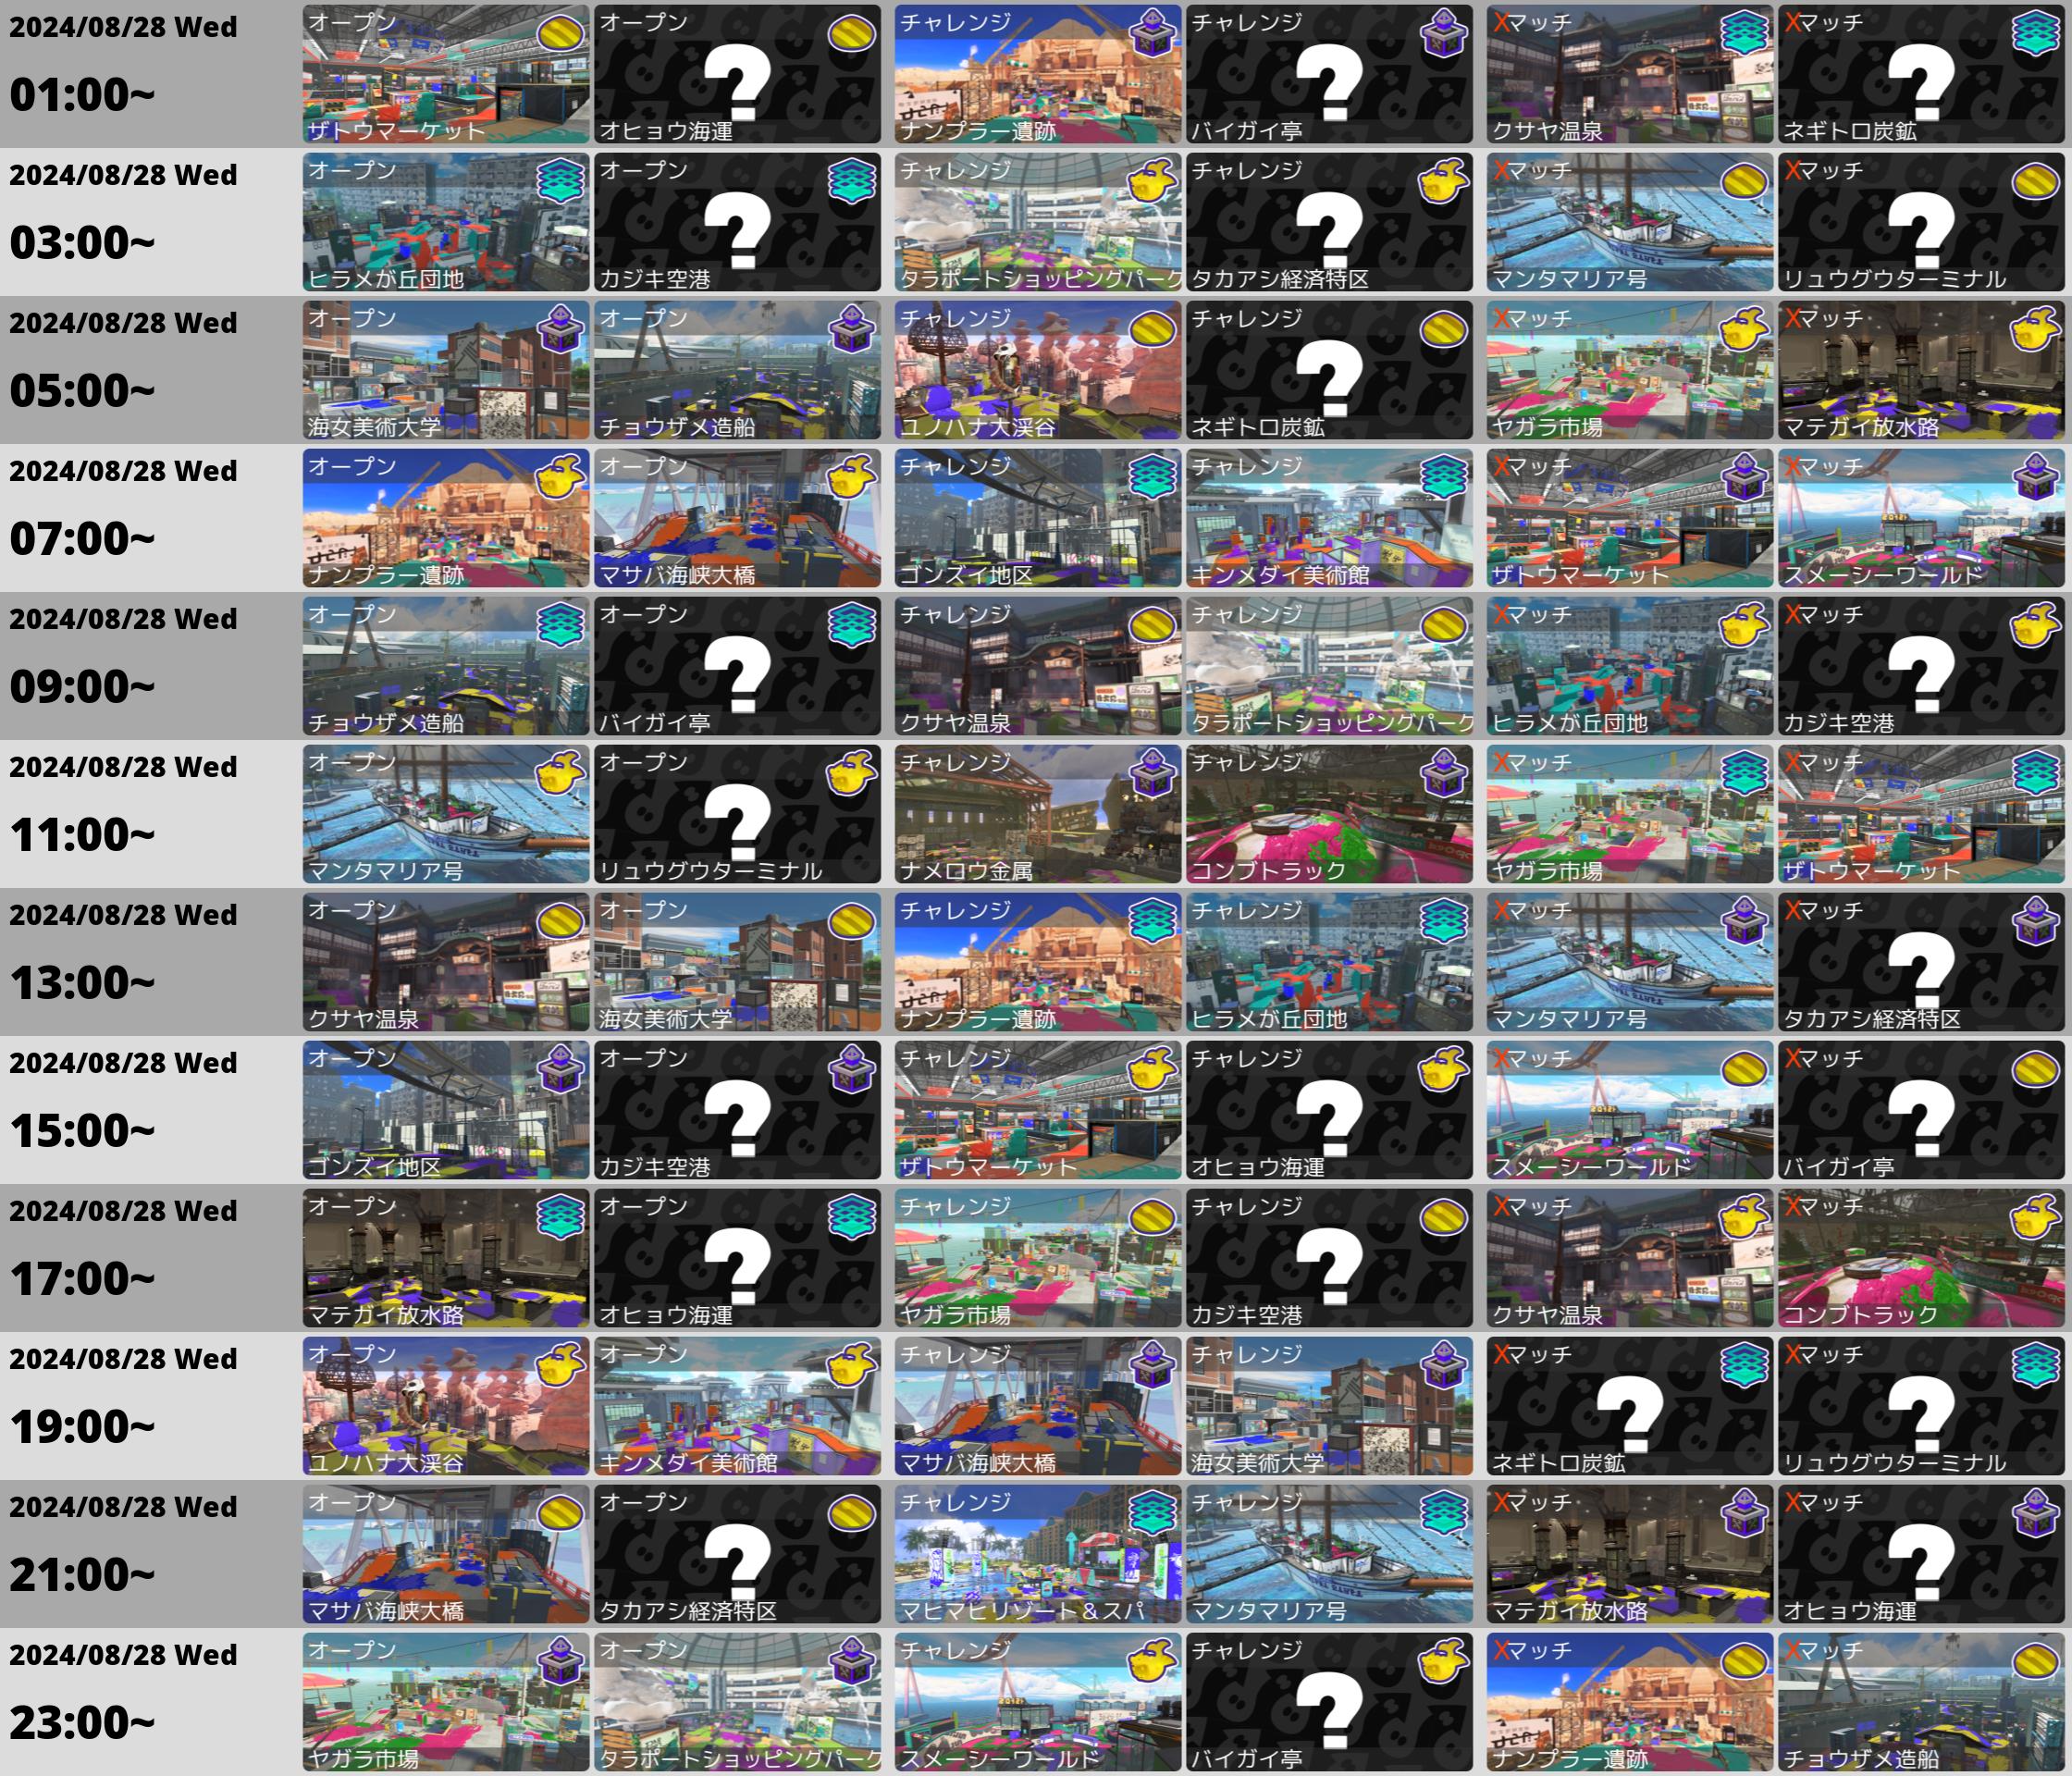 2024/08/28 Wed
01:00~
オープン
ザトウマーケット
オープン
オヒョウ海運
チャレンジ
ナンプラー遺跡
チャレンジ
バイガイ亭
Xマッチ
クサヤ温泉
Xマッチ
ネギトロ炭鉱
2024/08/28 Wed
03:00~
オープン
ヒラメが丘団地
オープン
カジキ空港
チャレンジ
タラポートショッピングパーク
チャレンジ
タカアシ経済特区
Xマッチ
マンタマリア号
Xマッチ
リュウグウターミナル
2024/08/28 Wed
05:00~
オープン
海女美術大学
オープン
チョウザメ造船
チャレンジ
ユノハナ大渓谷
チャレンジ
ネギトロ炭鉱
Xマッチ
ヤガラ市場
Xマッチ
マテガイ放水路
2024/08/28 Wed
07:00~
オープン
ナンプラー遺跡
オープン
マサバ海峡大橋
チャレンジ
ゴンズイ地区
チャレンジ
キンメダイ美術館
Xマッチ
ザトウマーケット
Xマッチ
スメーシーワールド
2024/08/28 Wed
09:00~
オープン
チョウザメ造船
オープン
バイガイ亭
チャレンジ
クサヤ温泉
チャレンジ
タラポートショッピングパーク
Xマッチ
ヒラメが丘団地
Xマッチ
カジキ空港
2024/08/28 Wed
11:00~
オープン
マンタマリア号
オープン
リュウグウターミナル
チャレンジ
ナメロウ金属
チャレンジ
コンブトラック
Xマッチ
ヤガラ市場
Xマッチ
ザトウマーケット
2024/08/28 Wed
13:00~
オープン
クサヤ温泉
オープン
海女美術大学
チャレンジ
ナンプラー遺跡
チャレンジ
ヒラメが丘団地
Xマッチ
マンタマリア号
Xマッチ
タカアシ経済特区
2024/08/28 Wed
15:00~
オープン
ゴンズイ地区
オープン
カジキ空港
チャレンジ
ザトウマーケット
チャレンジ
オヒョウ海運
Xマッチ
スメーシーワールド
Xマッチ
バイガイ亭
2024/08/28 Wed
17:00~
オープン
マテガイ放水路
オープン
オヒョウ海運
チャレンジ
ヤガラ市場
チャレンジ
カジキ空港
Xマッチ
クサヤ温泉
Xマッチ
コンブトラック
2024/08/28 Wed
19:00~
オープン
ユノハナ大渓谷
オープン
キンメダイ美術館
チャレンジ
マサバ海峡大橋
チャレンジ
海女美術大学
Xマッチ
ネギトロ炭鉱
Xマッチ
リュウグウターミナル
2024/08/28 Wed
21:00~
オープン
マサバ海峡大橋
オープン
タカアシ経済特区
チャレンジ
マヒマヒリゾート＆スパ
チャレンジ
マンタマリア号
Xマッチ
マテガイ放水路
Xマッチ
オヒョウ海運
2024/08/28 Wed
23:00~
オープン
ヤガラ市場
オープン
タラポートショッピングパーク
チャレンジ
スメーシーワールド
チャレンジ
バイガイ亭
Xマッチ
ナンプラー遺跡
Xマッチ
チョウザメ造船